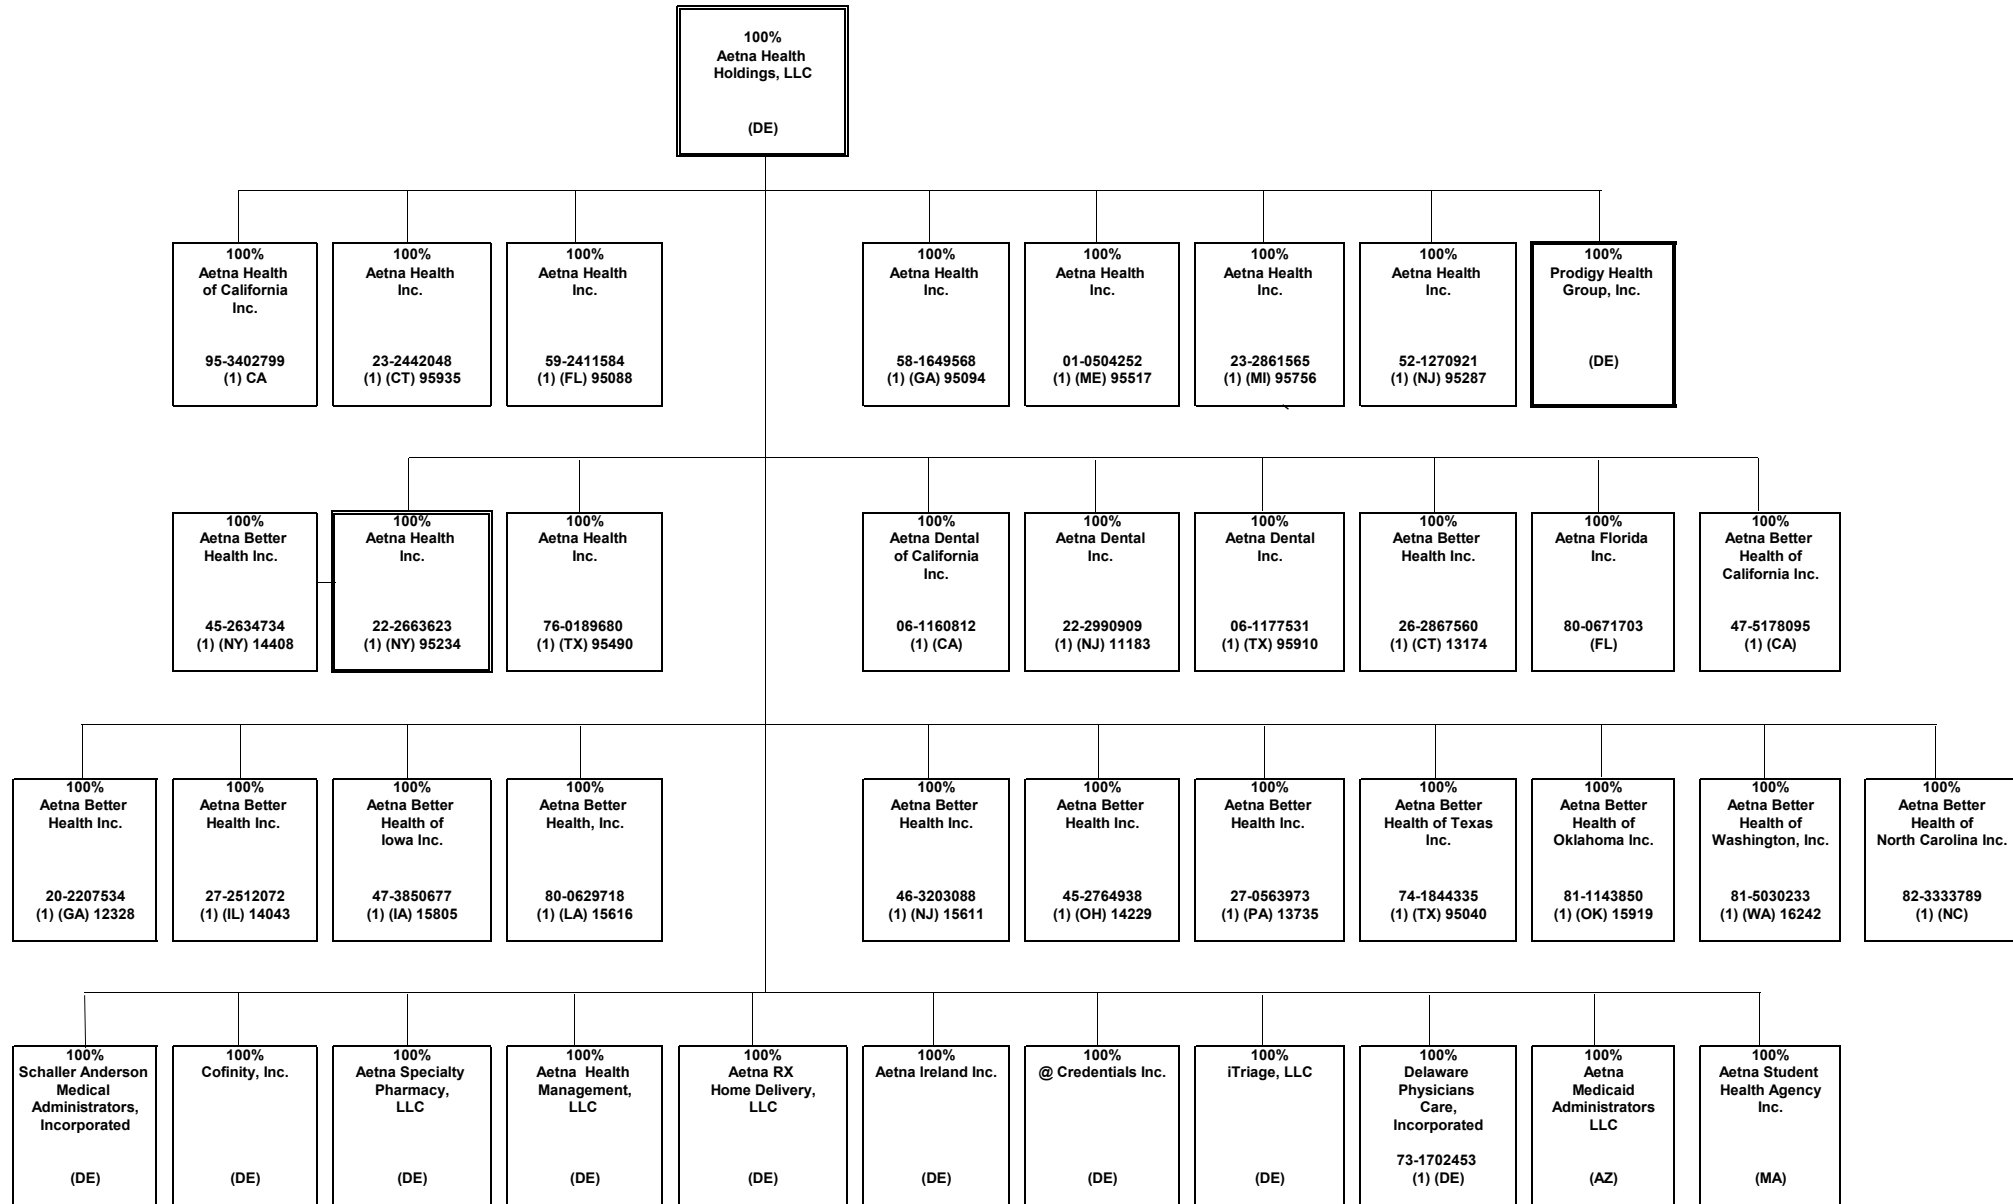 100%
Aetna Health
Holdings, LLC
(DE)
100%
Aetna Health
of California
Inc.
95-3402799
(1) CA
100%
Aetna Health
Inc.
23-2442048
(1) (CT) 95935
100%
Aetna Health
Inc.
59-2411584
(1) (FL) 95088
100%
Aetna Health
Inc.
58-1649568
(1) (GA) 95094
100%
Aetna Health
Inc.
01-0504252
(1) (ME) 95517
100%
Aetna Health
Inc.
23-2861565
(1) (MI) 95756
100%
Aetna Health
Inc.
52-1270921
(1) (NJ) 95287
100%
Prodigy Health
Group, Inc.
(DE)
100%
Aetna Better
Health Inc.
45-2634734
(1) (NY) 14408
100%
Aetna Health
Inc.
22-2663623
(1) (NY) 95234
100%
Aetna Health
Inc.
76-0189680
(1) (TX) 95490
100%
Aetna Dental
of California
Inc.
06-1160812
(1) (CA)
100%
Aetna Dental
Inc.
22-2990909
(1) (NJ) 11183
100%
Aetna Dental
Inc.
06-1177531
(1) (TX) 95910
100%
Aetna Better
Health Inc.
26-2867560
(1) (CT) 13174
100%
Aetna Florida
Inc.
80-0671703
(FL)
100%
Aetna Better
Health of
California Inc.
47-5178095
(1) (CA)
100%
Aetna Better
Health Inc.
20-2207534
(1) (GA) 12328
100%
Aetna Better
Health Inc.
27-2512072
(1) (IL) 14043
100%
Aetna Better
Health of
Iowa Inc.
47-3850677
(1) (IA) 15805
100%
Aetna Better
Health, Inc.
80-0629718
(1) (LA) 15616
100%
Aetna Better
Health Inc.
46-3203088
(1) (NJ) 15611
100%
Aetna Better
Health Inc.
45-2764938
(1) (OH) 14229
100%
Aetna Better
Health Inc.
27-0563973
(1) (PA) 13735
100%
Aetna Better
Health of Texas
Inc.
74-1844335
(1) (TX) 95040
100%
Aetna Better
Health of
Oklahoma Inc.
81-1143850
(1) (OK) 15919
100%
Aetna Better
Health of
Washington, Inc.
81-5030233
(1) (WA) 16242
100%
Aetna Better
Health of
North Carolina Inc.
82-3333789
(1) (NC)
100%
Schaller Anderson
Medical
Administrators,
Incorporated
(DE)
100%
Cofinity, Inc.
(DE)
100%
Aetna Specialty
Pharmacy,
LLC
(DE)
100%
Aetna Health
Management,
LLC
(DE)
100%
Aetna RX
Home Delivery,
LLC
(DE)
100%
Aetna Ireland Inc.
(DE)
100%
@ Credentials Inc.
(DE)
100%
iTriage, LLC
(DE)
100%
Delaware
Physicians
Care,
Incorporated
73-1702453
(1) (DE)
100%
Aetna
Medicaid
Administrators
LLC
(AZ)
100%
Aetna Student
Health Agency
Inc.
(MA)